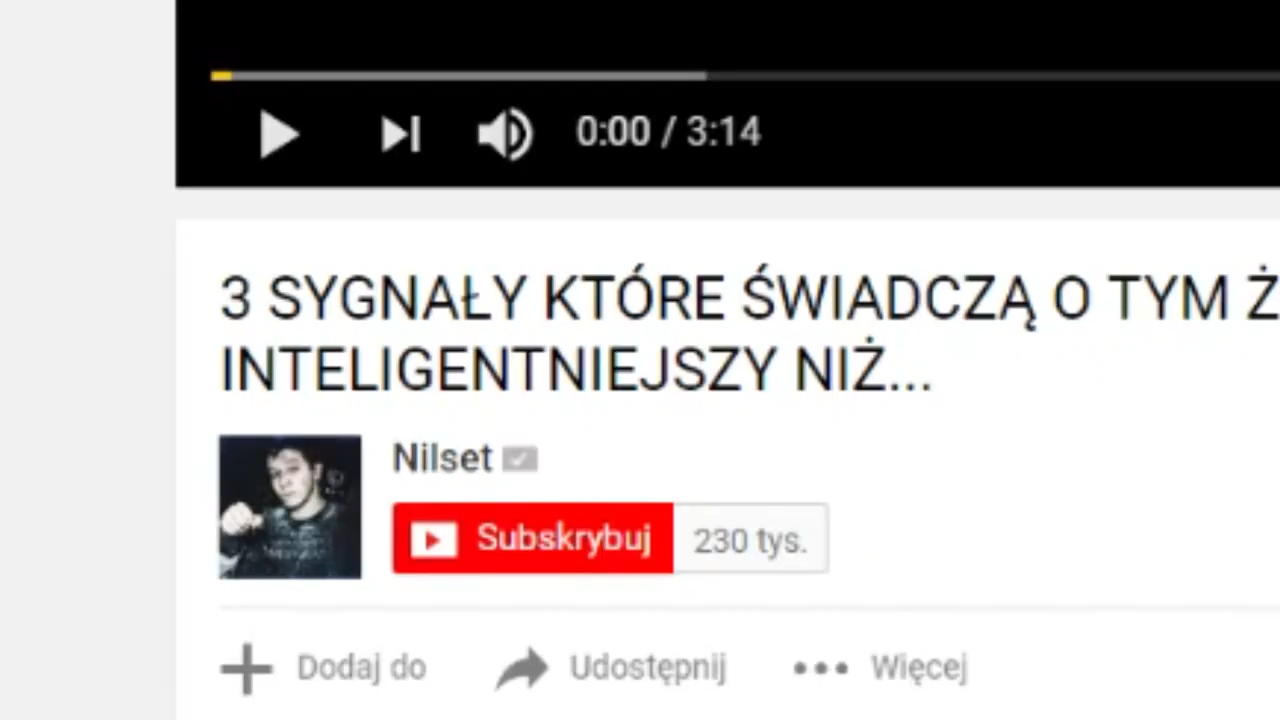 0:00 / 3:14
3 SYGNAŁY KTÓRE ŚWIADCZĄ O TYM Ż
INTELIGENTNIEJSZY NIŻ...
Nilset
Subskrybuj 230 tys.
Dodaj do Udostępnij Więcej